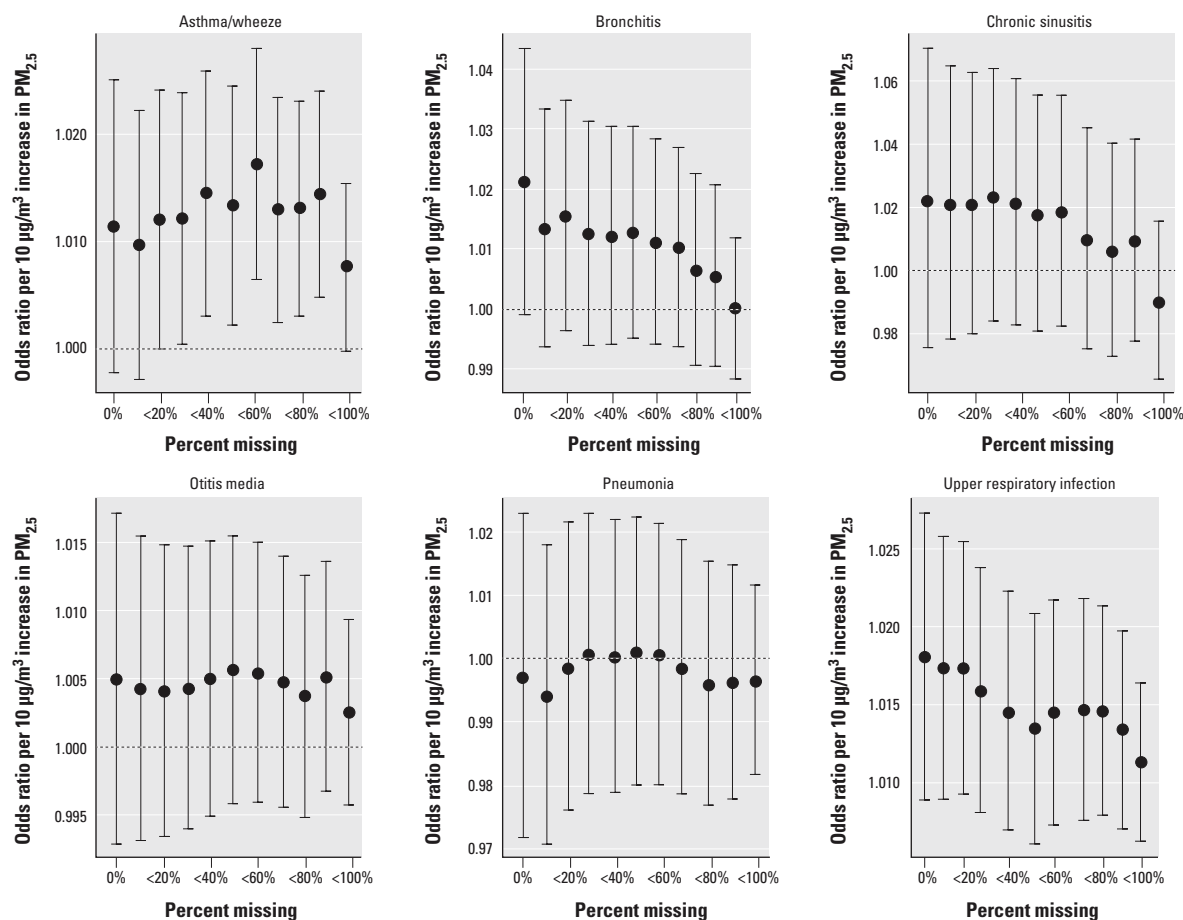 Asthma/wheeze
Odds ratio per 10 µg/m³ increase in PM₂.₅
1.020
1.010
1.000
0% <20% <40% <60% <80% <100%
Percent missing
Bronchitis
Odds ratio per 10 µg/m³ increase in PM₂.₅
1.04
1.03
1.02
1.01
1.00
0.99
0% <20% <40% <60% <80% <100%
Percent missing
Chronic sinusitis
Odds ratio per 10 µg/m³ increase in PM₂.₅
1.06
1.04
1.02
1.00
0.98
0% <20% <40% <60% <80% <100%
Percent missing
Otitis media
Odds ratio per 10 µg/m³ increase in PM₂.₅
1.015
1.010
1.005
1.000
0.995
0% <20% <40% <60% <80% <100%
Percent missing
Pneumonia
Odds ratio per 10 µg/m³ increase in PM₂.₅
1.02
1.01
1.00
0.99
0.98
0.97
0% <20% <40% <60% <80% <100%
Percent missing
Upper respiratory infection
Odds ratio per 10 µg/m³ increase in PM₂.₅
1.025
1.020
1.015
1.010
0% <20% <40% <60% <80% <100%
Percent missing